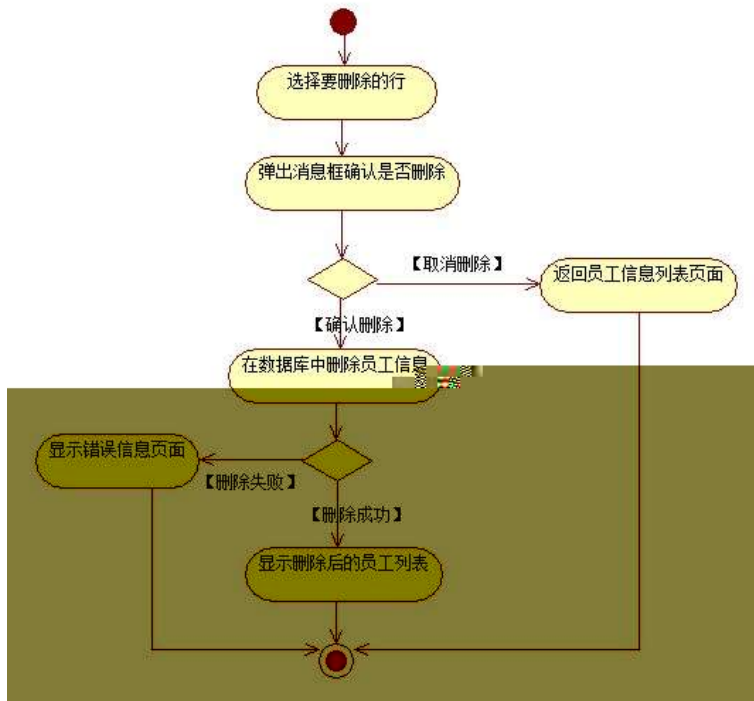 选择要删除的行
弹出消息框确认是否删除
【取消删除】
返回员工信息列表页面
【确认删除】
在数据库中删除员工信息
显示错误信息页面
【删除失败】
【删除成功】
显示删除后的员工列表